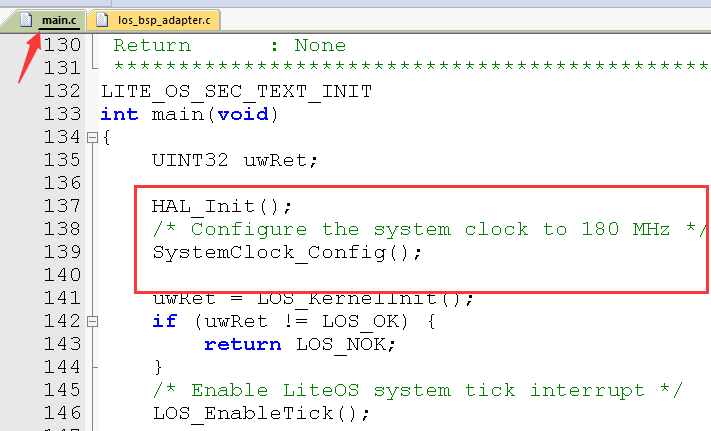 main.c los_bsp_adapter.c
130 Return : None
131 ***********************************************
132 LITE_OS_SEC_TEXT_INIT
133 int main(void)
134 {
135 UINT32 uwRet;
136
137 HAL_Init();
138 /* Configure the system clock to 180 MHz */
139 SystemClock_Config();
140
141 uwRet = LOS_KernelInit();
142 if (uwRet != LOS_OK) {
143 return LOS_NOK;
144 }
145 /* Enable LiteOS system tick interrupt */
146 LOS_EnableTick();